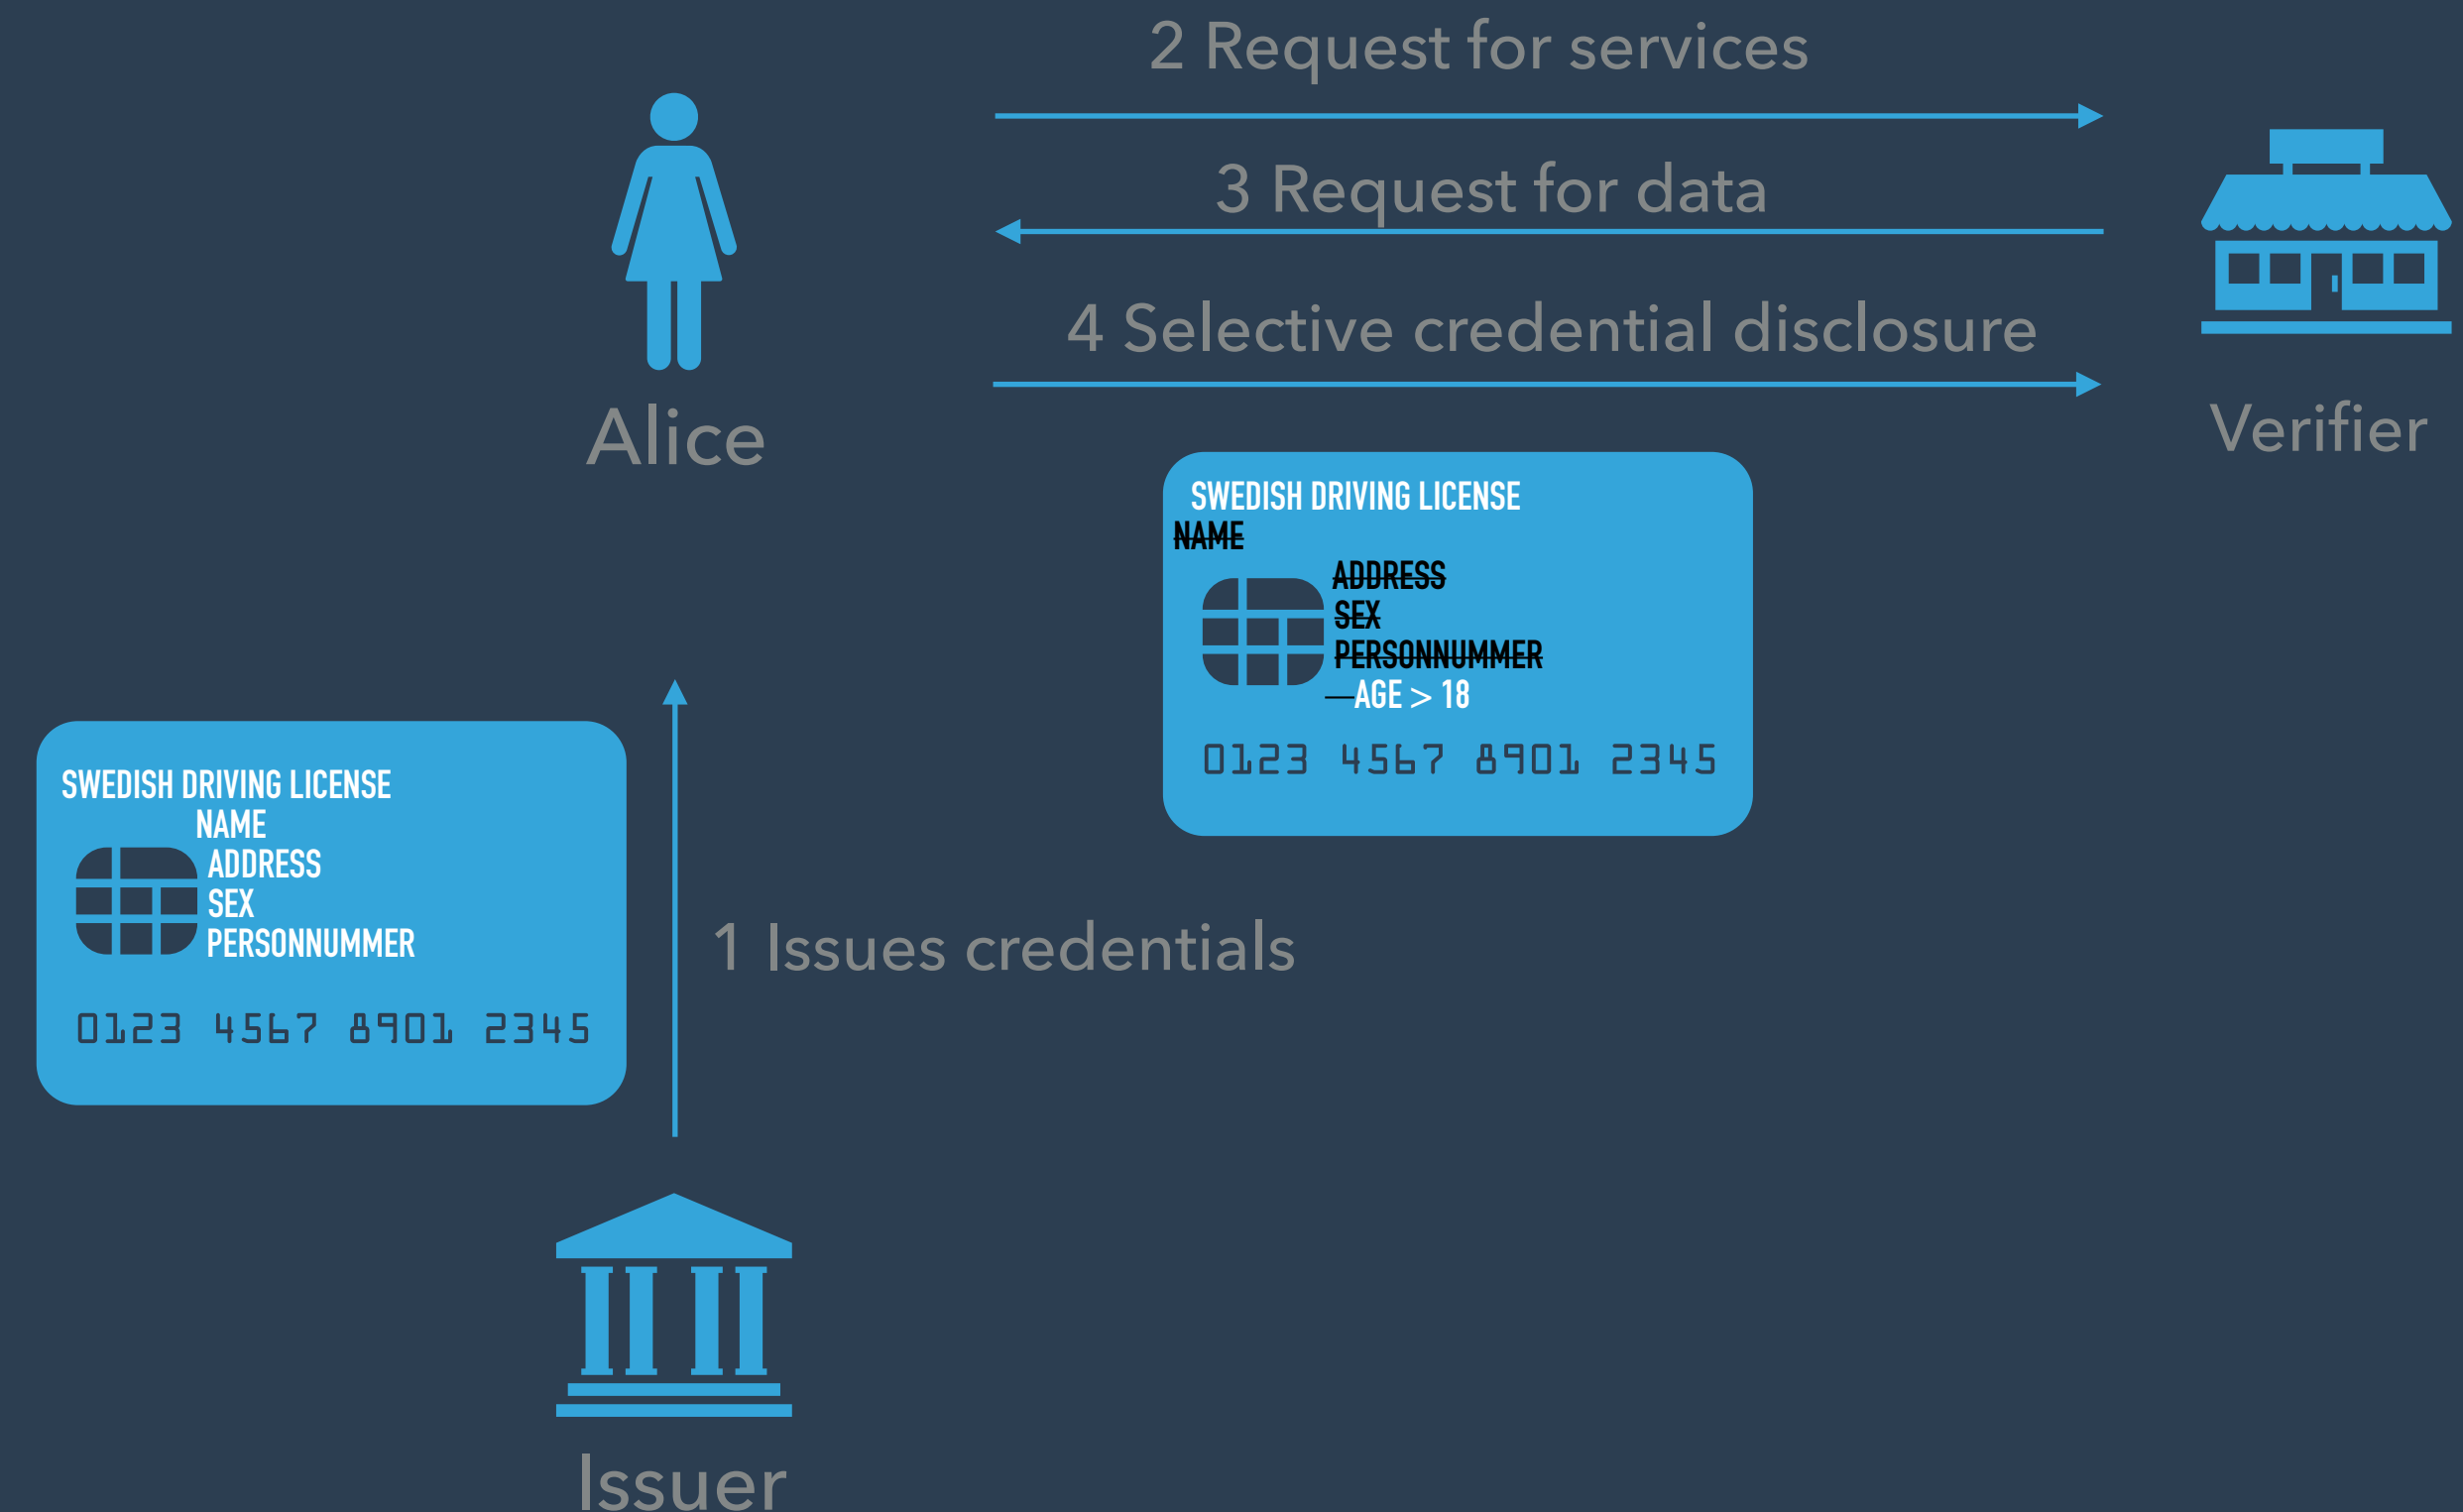 2 Request for services
3 Request for data
4 Selective credential disclosure
Alice
Verifier
SWEDISH DRIVING LICENSE
NAME
ADDRESS
SEX
PERSONNUMMER
AGE > 18
0123 4567 8901 2345
SWEDISH DRIVING LICENSE
NAME
ADDRESS
SEX
PERSONNUMMER
0123 4567 8901 2345
1 Issues credentials
Issuer